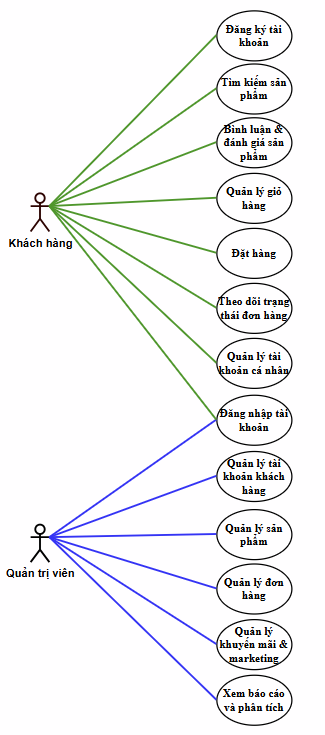 Đăng ký tài
khoản
Tìm kiếm sản
phẩm
Bình luận &
đánh giá sản
phẩm
Quản lý giỏ
hàng
Khách hàng
Đặt hàng
Theo dõi trạng
thái đơn hàng
Quản lý tài
khoản cá nhân
Đăng nhập tài
khoản
Quản lý tài
khoản khách
hàng
Quản lý sản
phẩm
Quản trị viên
Quản lý đơn
hàng
Quản lý
khuyến mãi &
marketing
Xem báo cáo
và phân tích